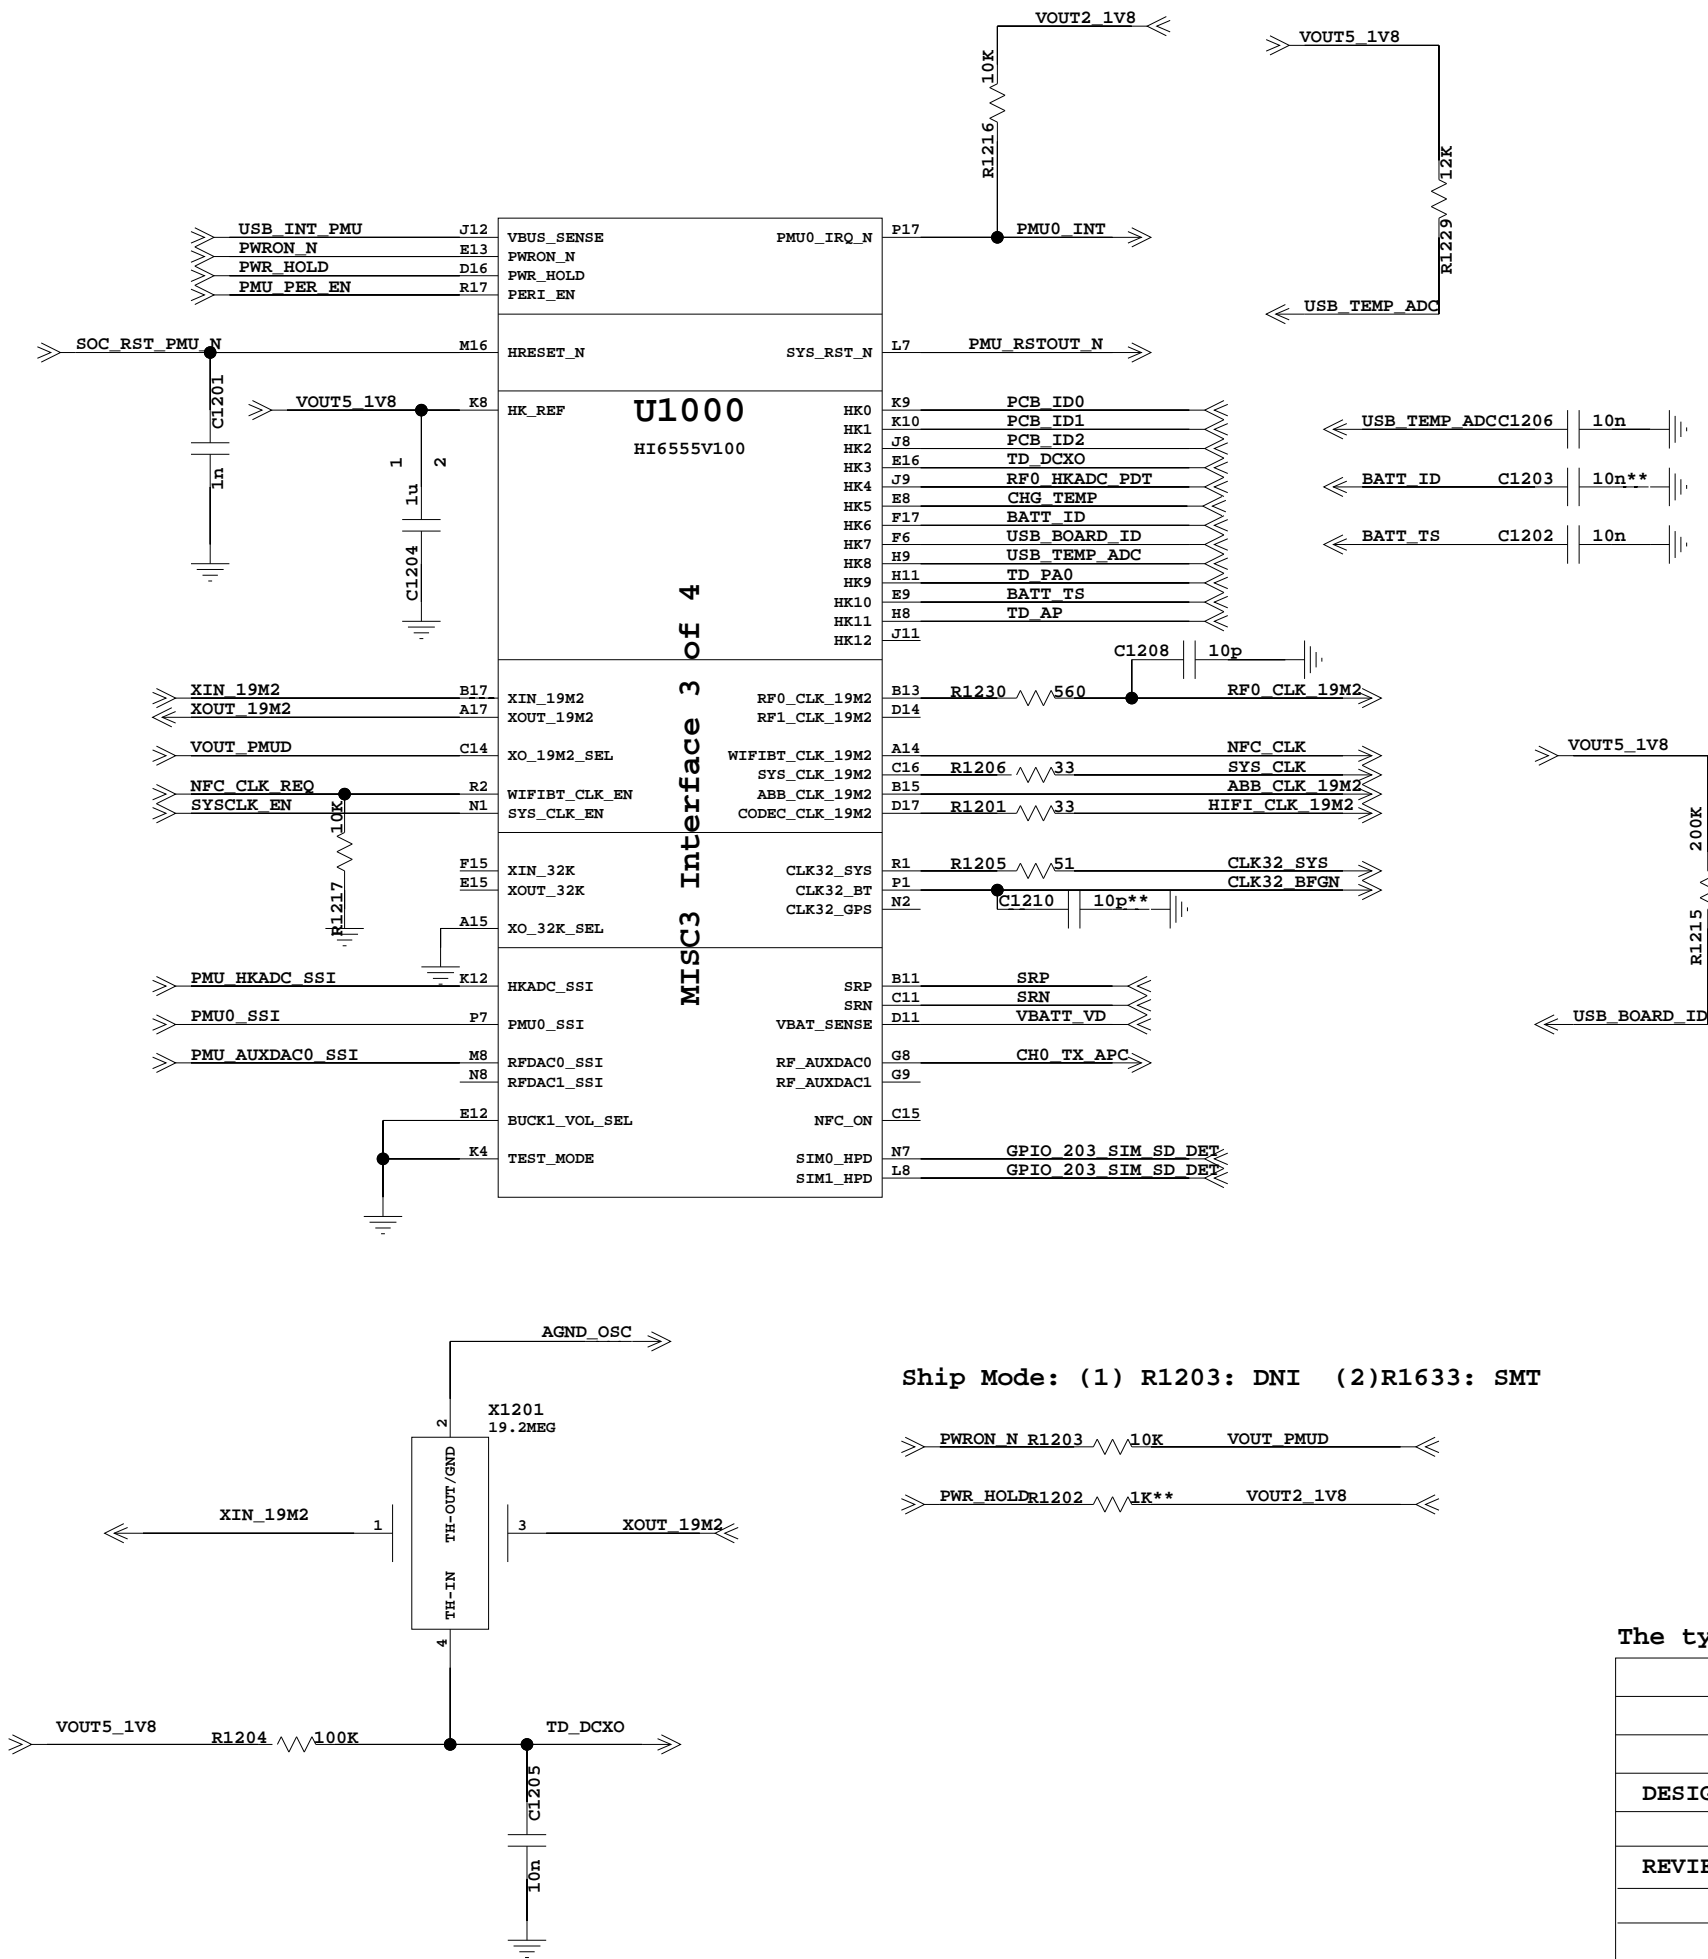 VOUT2_1V8
VOUT5_1V8
10K
R1216
12K
R1229
USB_TEMP_ADC
USB_INT_PMU J12 VBUS_SENSE
PWRON_N E13 PWRON_N
PWR_HOLD D16 PWR_HOLD
PMU_PER_EN R17 PERI_EN
PMU0_IRQ_N P17 PMU0_INT
SOC_RST_PMU_N M16 HRESET_N
SYS_RST_N L7 PMU_RSTOUT_N
C1201
1n
VOUT5_1V8 K8 HK_REF
1 2
1u
C1204
U1000
HI6555V100
MISC3 Interface 3 of 4
HK0 K9 PCB_ID0
HK1 K10 PCB_ID1
HK2 J8 PCB_ID2
HK3 E16 TD_DCXO
HK4 J9 RF0_HKADC_PDT
HK5 E8 CHG_TEMP
HK6 F17 BATT_ID
HK7 F6 USB_BOARD_ID
HK8 H9 USB_TEMP_ADC
HK9 H11 TD_PA0
HK10 E9 BATT_TS
HK11 H8 TD_AP
HK12 J11
USB_TEMP_ADCC1206 10n
BATT_ID C1203 10n**
BATT_TS C1202 10n
C1208 10p
XIN_19M2 B17 XIN_19M2
XOUT_19M2 A17 XOUT_19M2
VOUT_PMUD C14 XO_19M2_SEL
NFC_CLK_REQ R2 WIFIBT_CLK_EN
SYSCLK_EN N1 SYS_CLK_EN
10K
R1217
RF0_CLK_19M2 B13 R1230 560 RF0_CLK_19M2
RF1_CLK_19M2 D14
WIFIBT_CLK_19M2 A14 NFC_CLK
SYS_CLK_19M2 C16 R1206 33 SYS_CLK
ABB_CLK_19M2 B15 ABB_CLK_19M2
CODEC_CLK_19M2 D17 R1201 33 HIFI_CLK_19M2
VOUT5_1V8
200K
R1215
USB_BOARD_ID
F15 XIN_32K
E15 XOUT_32K
A15 XO_32K_SEL
CLK32_SYS R1 R1205 51 CLK32_SYS
CLK32_BT P1 CLK32_BFGN
CLK32_GPS N2 C1210 10p**
PMU_HKADC_SSI K12 HKADC_SSI
PMU0_SSI P7 PMU0_SSI
PMU_AUXDAC0_SSI M8 RFDAC0_SSI
N8 RFDAC1_SSI
E12 BUCK1_VOL_SEL
K4 TEST_MODE
SRP B11 SRP
SRN C11 SRN
VBAT_SENSE D11 VBATT_VD
RF_AUXDAC0 G8 CH0_TX_APC
RF_AUXDAC1 G9
NFC_ON C15
SIM0_HPD N7 GPIO_203_SIM_SD_DET
SIM1_HPD L8 GPIO_203_SIM_SD_DET
AGND_OSC
X1201
19.2MEG
2
TH-OUT/GND
TH-IN
XIN_19M2 1
3 XOUT_19M2
4
VOUT5_1V8 R1204 100K TD_DCXO
C1205
10n
Ship Mode: (1) R1203: DNI (2)R1633: SMT
PWRON_N R1203 10K VOUT_PMUD
PWR_HOLDR1202 1K** VOUT2_1V8
The ty
DESIG
REVIE